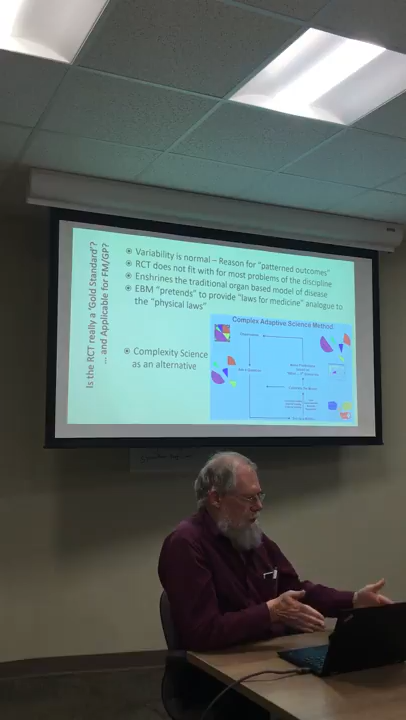 Is the RCT really a 'Gold Standard'?
... and Applicable for FM/GP?
Variability is normal – Reason for "patterned outcomes"
RCT does not fit with for most problems of the discipline
Enshrines the traditional organ based model of disease
EBM "pretends" to provide "laws for medicine" analogue to
the "physical laws"
Complexity Science
as an alternative
Complex Adaptive Science Method